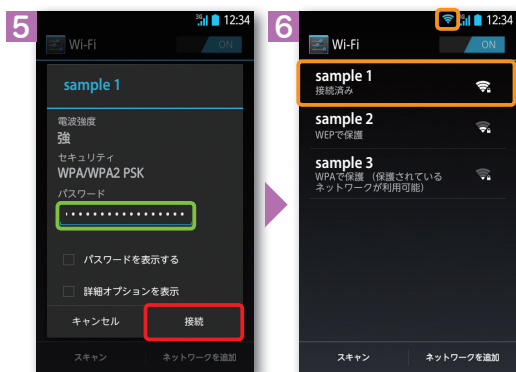 5
3G 12:34
Wi-Fi
ON
sample 1
電波強度
強
セキュリティ
WPA/WPA2 PSK
パスワード
•••••••••••••••••
パスワードを表示する
詳細オプションを表示
キャンセル 接続
スキャン ネットワークを追加
6
3G 12:34
Wi-Fi
ON
sample 1
接続済み
sample 2
WEPで保護
sample 3
WPAで保護 （保護されている
ネットワークが利用可能）
スキャン ネットワークを追加